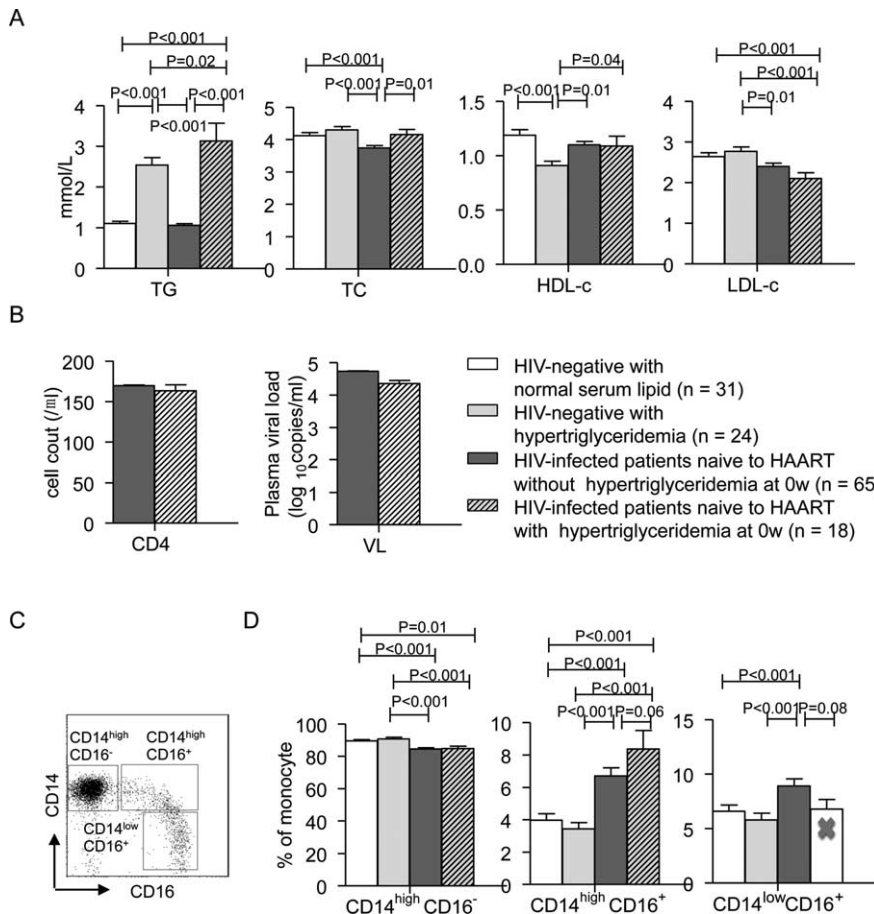 A
P<0.001
P=0.02
P<0.001 P<0.001
P<0.001
4
3
2
1
0
mmol/L
TG
P<0.001
P<0.001 P=0.01
5
4
3
2
1
0
TC
P=0.04
P<0.001 P=0.01
1.5
1.0
0.5
0.0
HDL-c
P<0.001
P<0.001
P=0.01
4
3
2
1
0
LDL-c
B
200
150
100
50
0
cell cout (/ml)
CD4
5
4
3
2
1
0
Plasma viral load
(log 10 copies/ml)
VL
HIV-negative with
normal serum lipid (n = 31)
HIV-negative with
hypertriglyceridemia (n = 24)
HIV-infected patients naive to HAART
without hypertriglyceridemia at 0w (n = 65
HIV-infected patients naive to HAART
with hypertriglyceridemia at 0w (n = 18)
C
CD14high CD14high
CD16- CD16+
CD14low
CD16+
CD14
CD16
D
P=0.01
P<0.001
P<0.001
P<0.001
100
80
60
40
20
0
% of monocyte
CD14high CD16-
P<0.001
P<0.001
P<0.001
P<0.001 P=0.06
10
8
6
4
2
0
CD14high CD16+
P<0.001
P<0.001 P=0.08
15
10
5
0
CD14lowCD16+